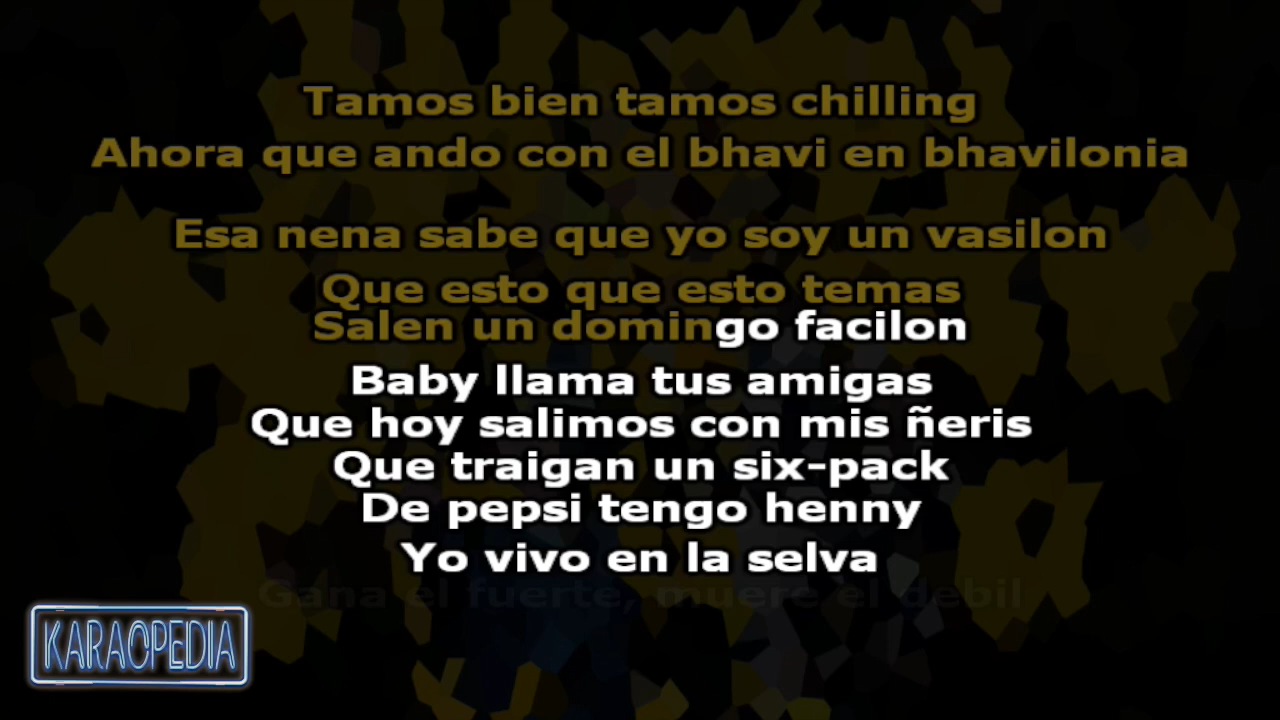 Tamos bien tamos chilling
Ahora que ando con el bhavi en bhavilonia
Esa nena sabe que yo soy un vasilon
Que esto que esto temas
Salen un domingo facilon
Baby llama tus amigas
Que hoy salimos con mis ñeris
Que traigan un six-pack
De pepsi tengo henny
Yo vivo en la selva
Gana el fuerte, muere el debil
KARAOPEDIA